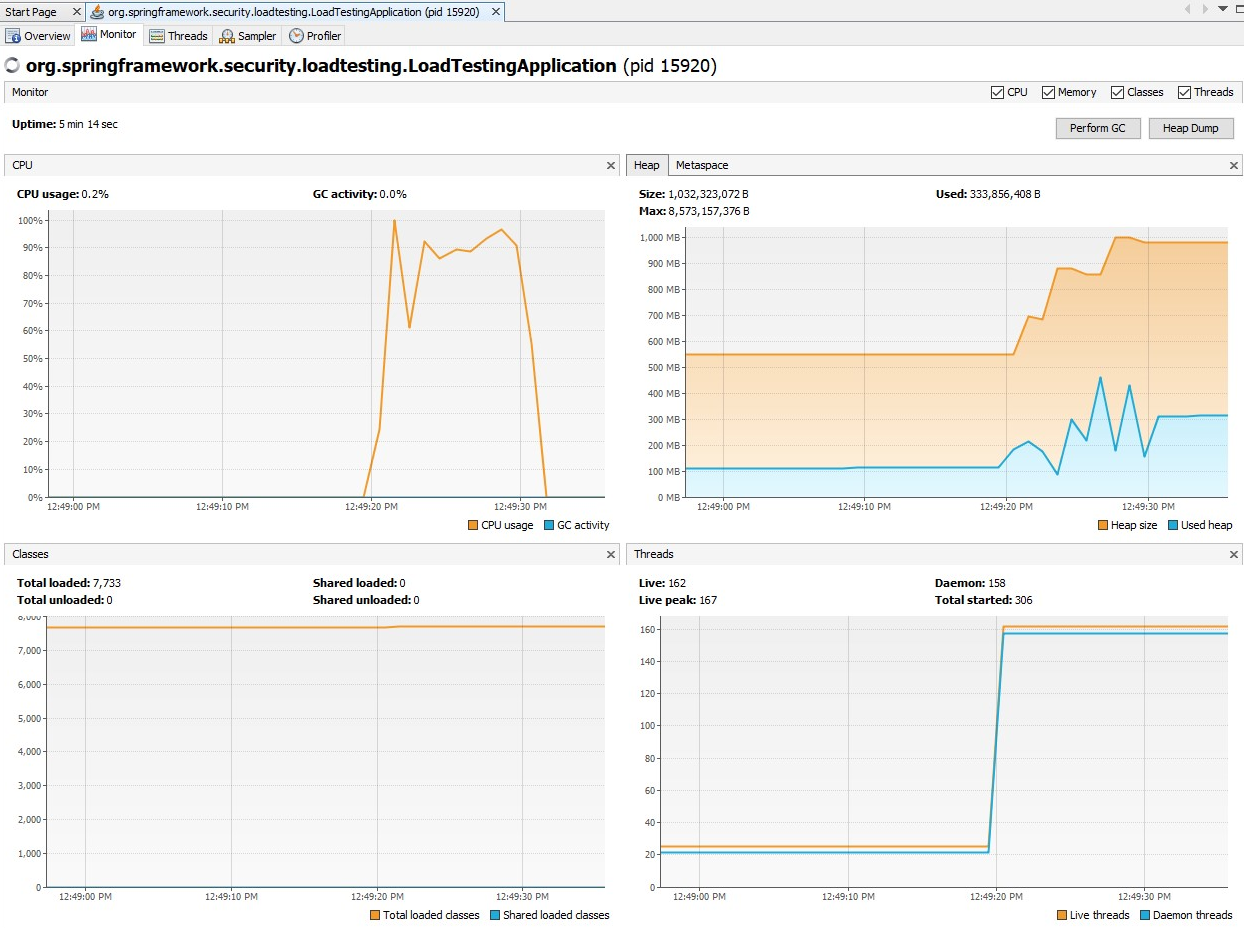 Start Page
org.springframework.security.loadtesting.LoadTestingApplication (pid 15920)
Overview Monitor Threads Sampler Profiler
org.springframework.security.loadtesting.LoadTestingApplication (pid 15920)
Monitor CPU Memory Classes Threads
Uptime: 5 min 14 sec
Perform GC Heap Dump
CPU
CPU usage: 0.2% GC activity: 0.0%
100%
90%
80%
70%
60%
50%
40%
30%
20%
10%
0%
12:49:00 PM 12:49:10 PM 12:49:20 PM 12:49:30 PM
CPU usage GC activity
Heap Metaspace
Size: 1,032,323,072 B Used: 333,856,408 B
Max: 8,573,157,376 B
1,000 MB
900 MB
800 MB
700 MB
600 MB
500 MB
400 MB
300 MB
200 MB
100 MB
0 MB
12:49:00 PM 12:49:10 PM 12:49:20 PM 12:49:30 PM
Heap size Used heap
Classes
Total loaded: 7,733 Shared loaded: 0
Total unloaded: 0 Shared unloaded: 0
8,000
7,000
6,000
5,000
4,000
3,000
2,000
1,000
0
12:49:00 PM 12:49:10 PM 12:49:20 PM 12:49:30 PM
Total loaded classes Shared loaded classes
Threads
Live: 162 Daemon: 158
Live peak: 167 Total started: 306
160
140
120
100
80
60
40
20
0
12:49:00 PM 12:49:10 PM 12:49:20 PM 12:49:30 PM
Live threads Daemon threads